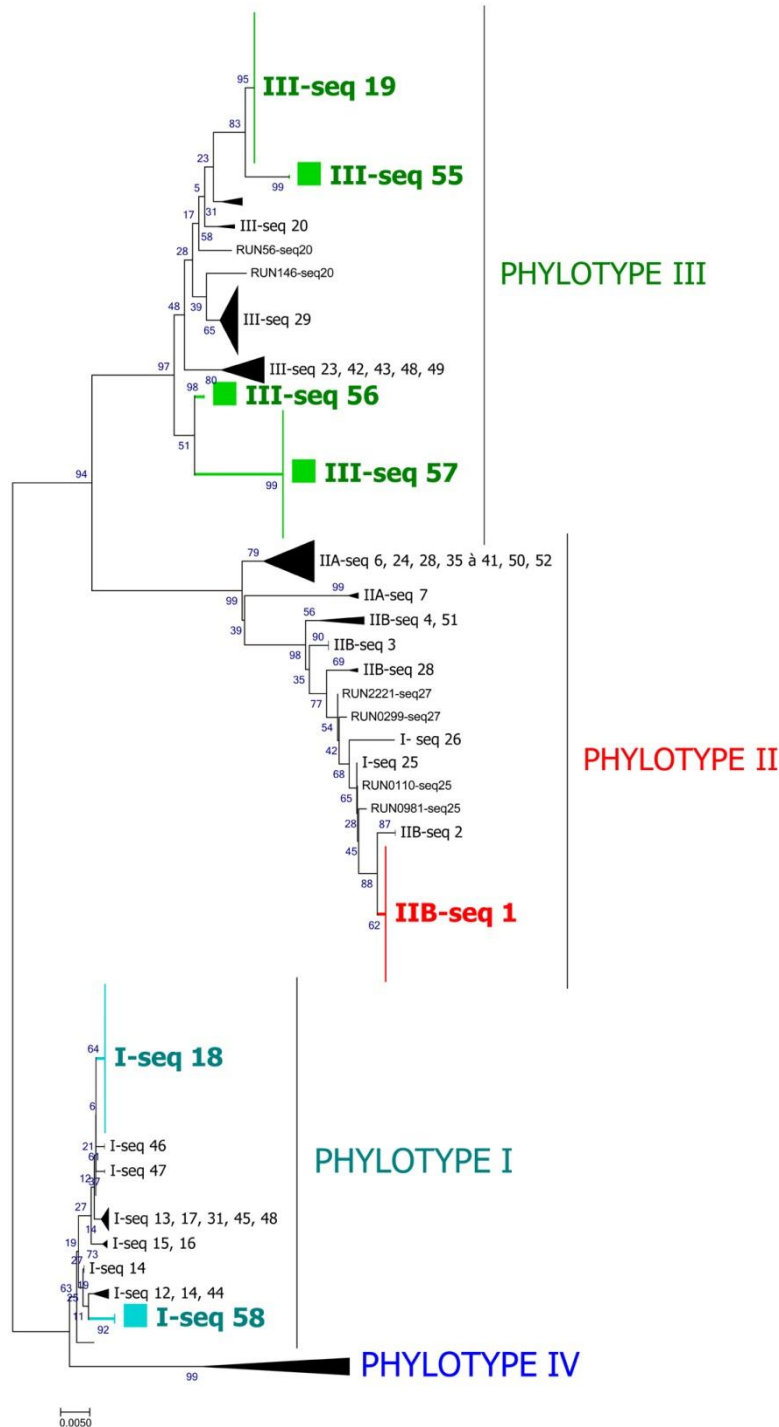 95
III-seq 19
83
23
99
III-seq 55
5
31
17
III-seq 20
58
28
RUN56-seq20
PHYLOTYPE III
RUN146-seq20
48
39
65
III-seq 29
97
III-seq 23, 42, 43, 48, 49
80
98
III-seq 56
51
94
99
III-seq 57
79
IIA-seq 6, 24, 28, 35 à 41, 50, 52
99
99
IIA-seq 7
39
56
IIB-seq 4, 51
90
IIB-seq 3
98
69
IIB-seq 28
35
77
RUN2221-seq27
54
RUN0299-seq27
42
I- seq 26
PHYLOTYPE II
68
I-seq 25
65
RUN0110-seq25
RUN0981-seq25
28
87
IIB-seq 2
45
88
62
IIB-seq 1
64
I-seq 18
6
21
I-seq 46
61
PHYLOTYPE I
12
37
I-seq 47
27
I-seq 13, 17, 31, 45, 48
14
19
I-seq 15, 16
73
27
I-seq 14
63
19
I-seq 12, 14, 44
25
11
I-seq 58
92
99
PHYLOTYPE IV
0.0050